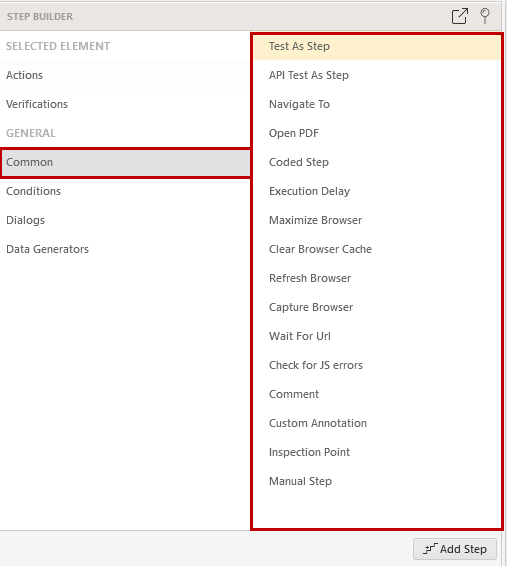 STEP BUILDER
SELECTED ELEMENT
Actions
Verifications
GENERAL
Common
Conditions
Dialogs
Data Generators
Test As Step
API Test As Step
Navigate To
Open PDF
Coded Step
Execution Delay
Maximize Browser
Clear Browser Cache
Refresh Browser
Capture Browser
Wait For Url
Check for JS errors
Comment
Custom Annotation
Inspection Point
Manual Step
Add Step